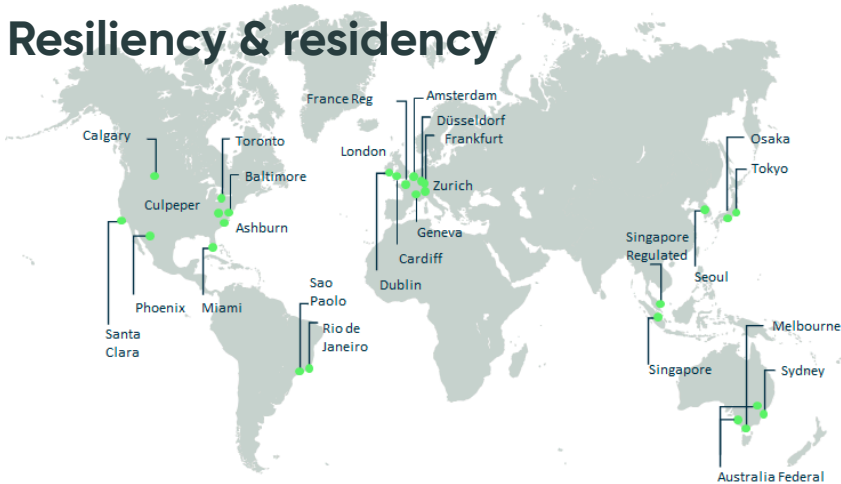 Resiliency & residency
France Reg
Amsterdam
Düsseldorf
Frankfurt
Calgary
Toronto
London
Osaka
Tokyo
Baltimore
Zurich
Culpeper
Ashburn
Geneva
Singapore
Regulated
Cardiff
Seoul
Dublin
Sao
Paolo
Phoenix
Miami
Rio de
Janeiro
Santa
Clara
Melbourne
Singapore
Sydney
Australia Federal